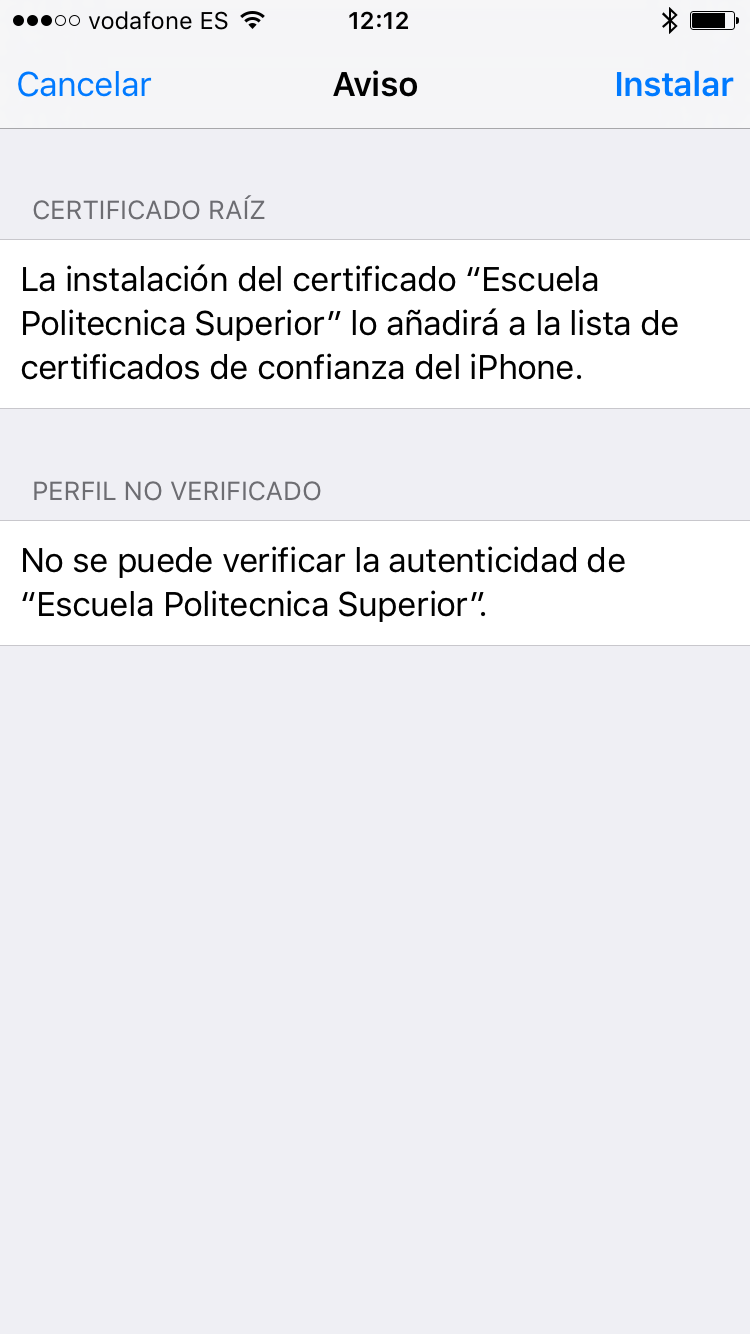 vodafone ES 12:12
Cancelar Aviso Instalar
CERTIFICADO RAÍZ
La instalación del certificado “Escuela
Politecnica Superior” lo añadirá a la lista de
certificados de confianza del iPhone.
PERFIL NO VERIFICADO
No se puede verificar la autenticidad de
“Escuela Politecnica Superior”.